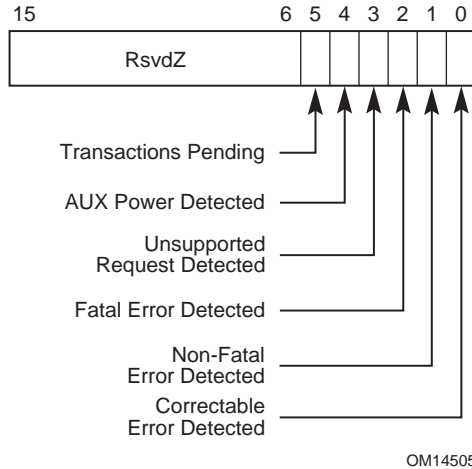 15 6 5 4 3 2 1 0
RsvdZ
Transactions Pending
AUX Power Detected
Unsupported
Request Detected
Fatal Error Detected
Non-Fatal
Error Detected
Correctable
Error Detected
OM14505